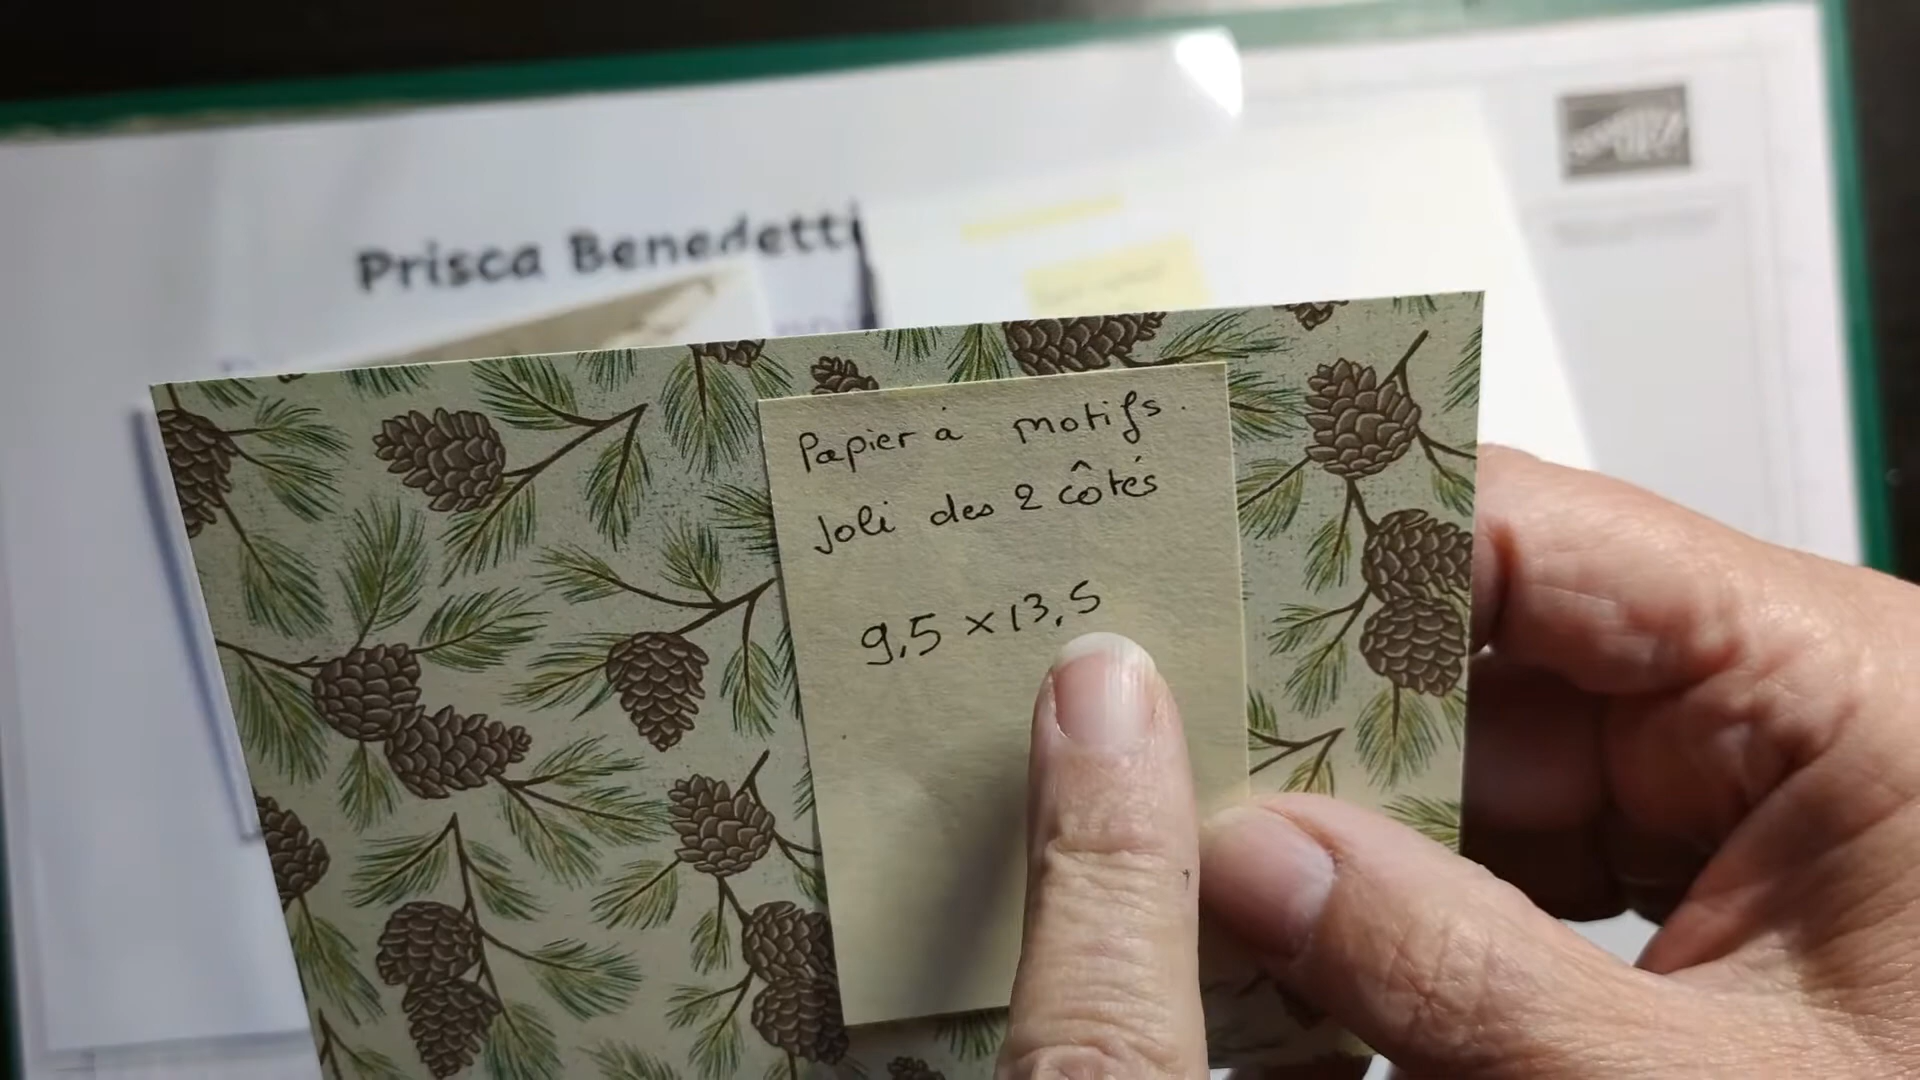 Prisca Benedetti
Papier à motifs.
Joli des 2 côtés
9,5 x 13,5